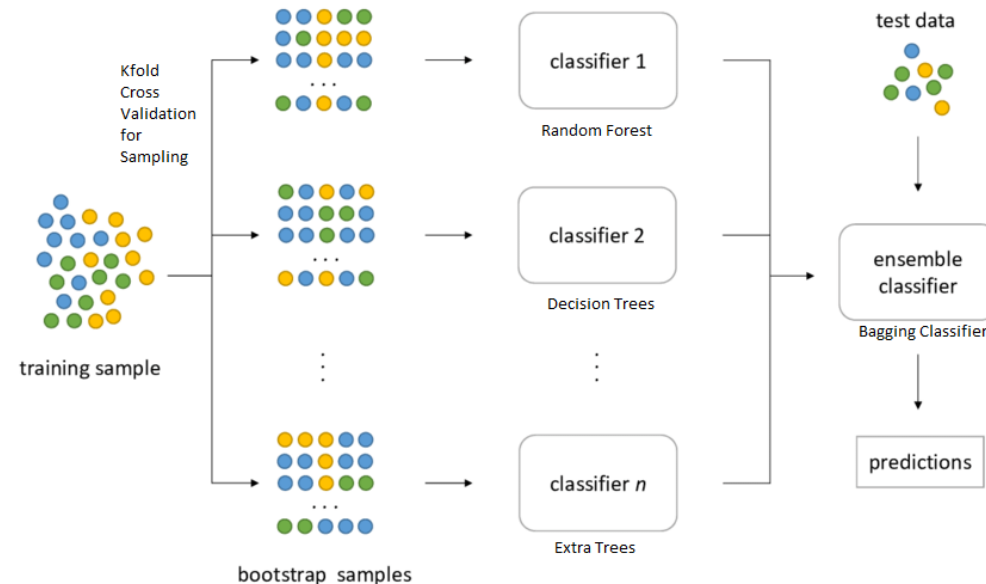 Kfold
Cross
Validation
for
Sampling
training sample
...
...
...
...
bootstrap samples
classifier 1
Random Forest
classifier 2
Decision Trees
...
classifier n
Extra Trees
test data
ensemble
classifier
Bagging Classifier
predictions